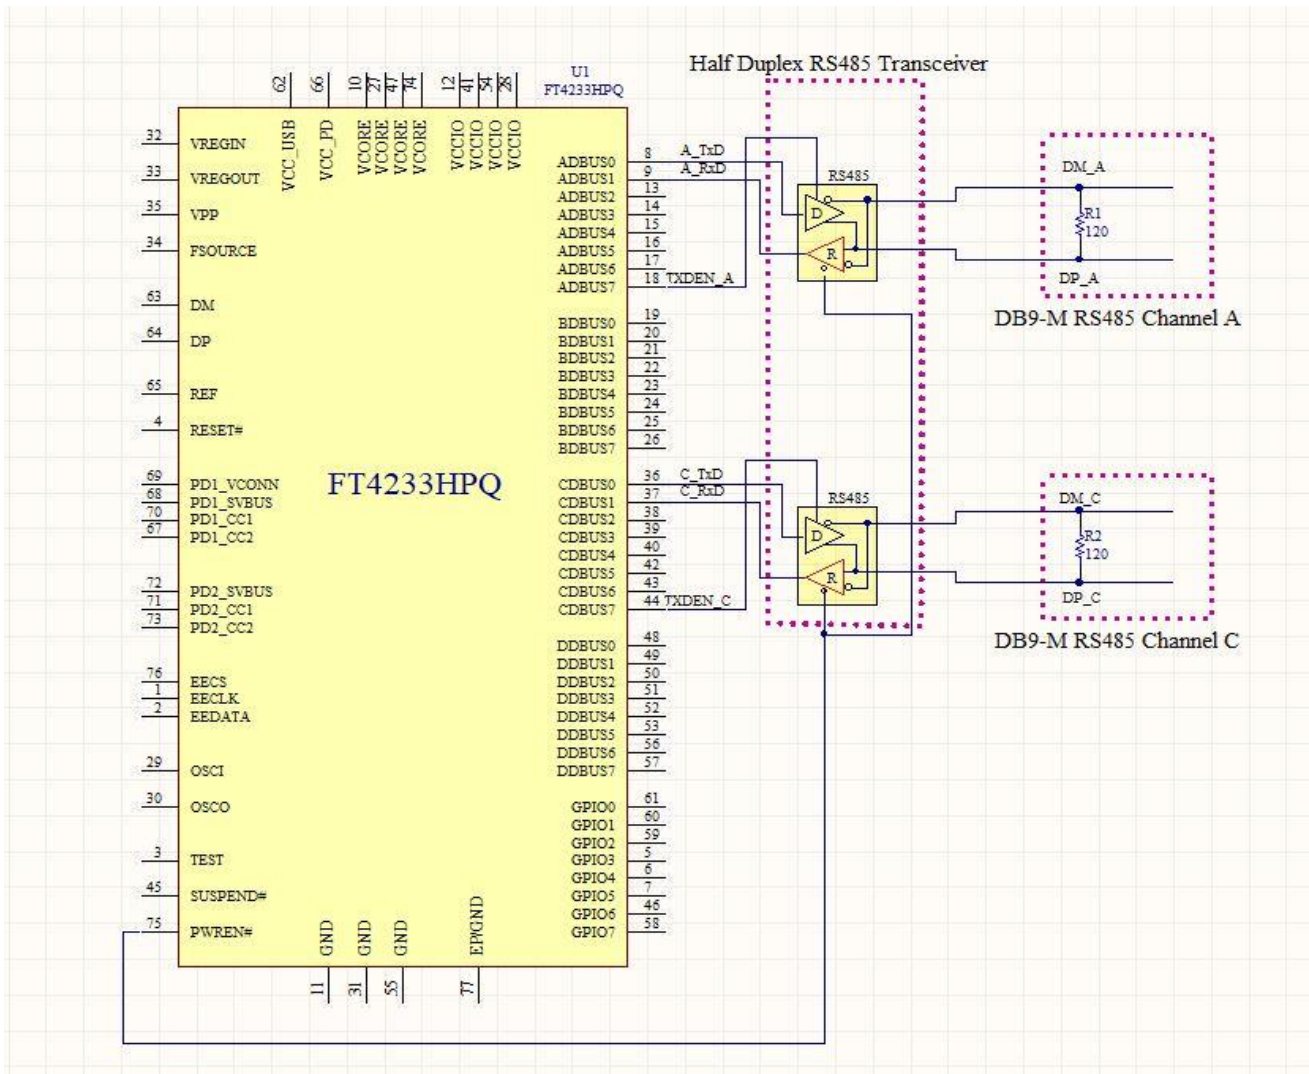 Half Duplex RS485 Transceiver
U1
FT4233HPQ
62
66
10
27
47
74
12
41
54
28
VCC_USB
VCC_PD
VCORE
VCORE
VCORE
VCORE
VCCIO
VCCIO
VCCIO
VCCIO
32 VREGIN
33 VREGOUT
35 VPP
34 FSOURCE
63 DM
64 DP
65 REF
4 RESET#
69 PD1_VCONN
68 PD1_SVBUS
70 PD1_CC1
67 PD1_CC2
72 PD2_SVBUS
71 PD2_CC1
73 PD2_CC2
76 EECS
1 EECLK
2 EEDATA
29 OSCI
30 OSCO
3 TEST
45 SUSPEND#
75 PWREN#
FT4233HPQ
ADBUS0 8 A_TxD
ADBUS1 9 A_RxD
ADBUS2 13
ADBUS3 14
ADBUS4 15
ADBUS5 16
ADBUS6 17
ADBUS7 18 TXDEN_A
BDBUS0 19
BDBUS1 20
BDBUS2 21
BDBUS3 22
BDBUS4 23
BDBUS5 24
BDBUS6 25
BDBUS7 26
CDBUS0 36 C_TxD
CDBUS1 37 C_RxD
CDBUS2 38
CDBUS3 39
CDBUS4 40
CDBUS5 42
CDBUS6 43
CDBUS7 44 TXDEN_C
DDBUS0 48
DDBUS1 49
DDBUS2 50
DDBUS3 51
DDBUS4 52
DDBUS5 53
DDBUS6 56
DDBUS7 57
GPIO0 61
GPIO1 60
GPIO2 59
GPIO3 5
GPIO4 6
GPIO5 7
GPIO6 46
GPIO7 58
GND
GND
GND
EP/GND
11
31
55
77
RS485
D
R
DM_A
R1
120
DP_A
DB9-M RS485 Channel A
RS485
D
R
DM_C
R2
120
DP_C
DB9-M RS485 Channel C